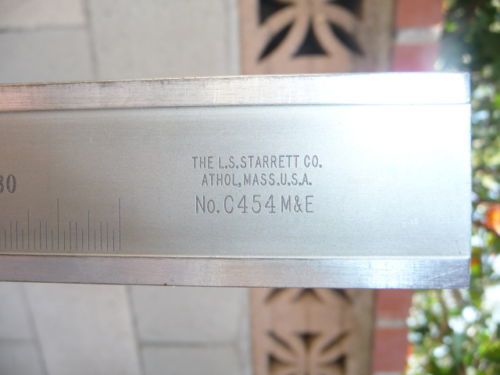 THE L.S.STARRETT CO.
ATHOL,MASS.U.S.A.
30
No.C454M&E